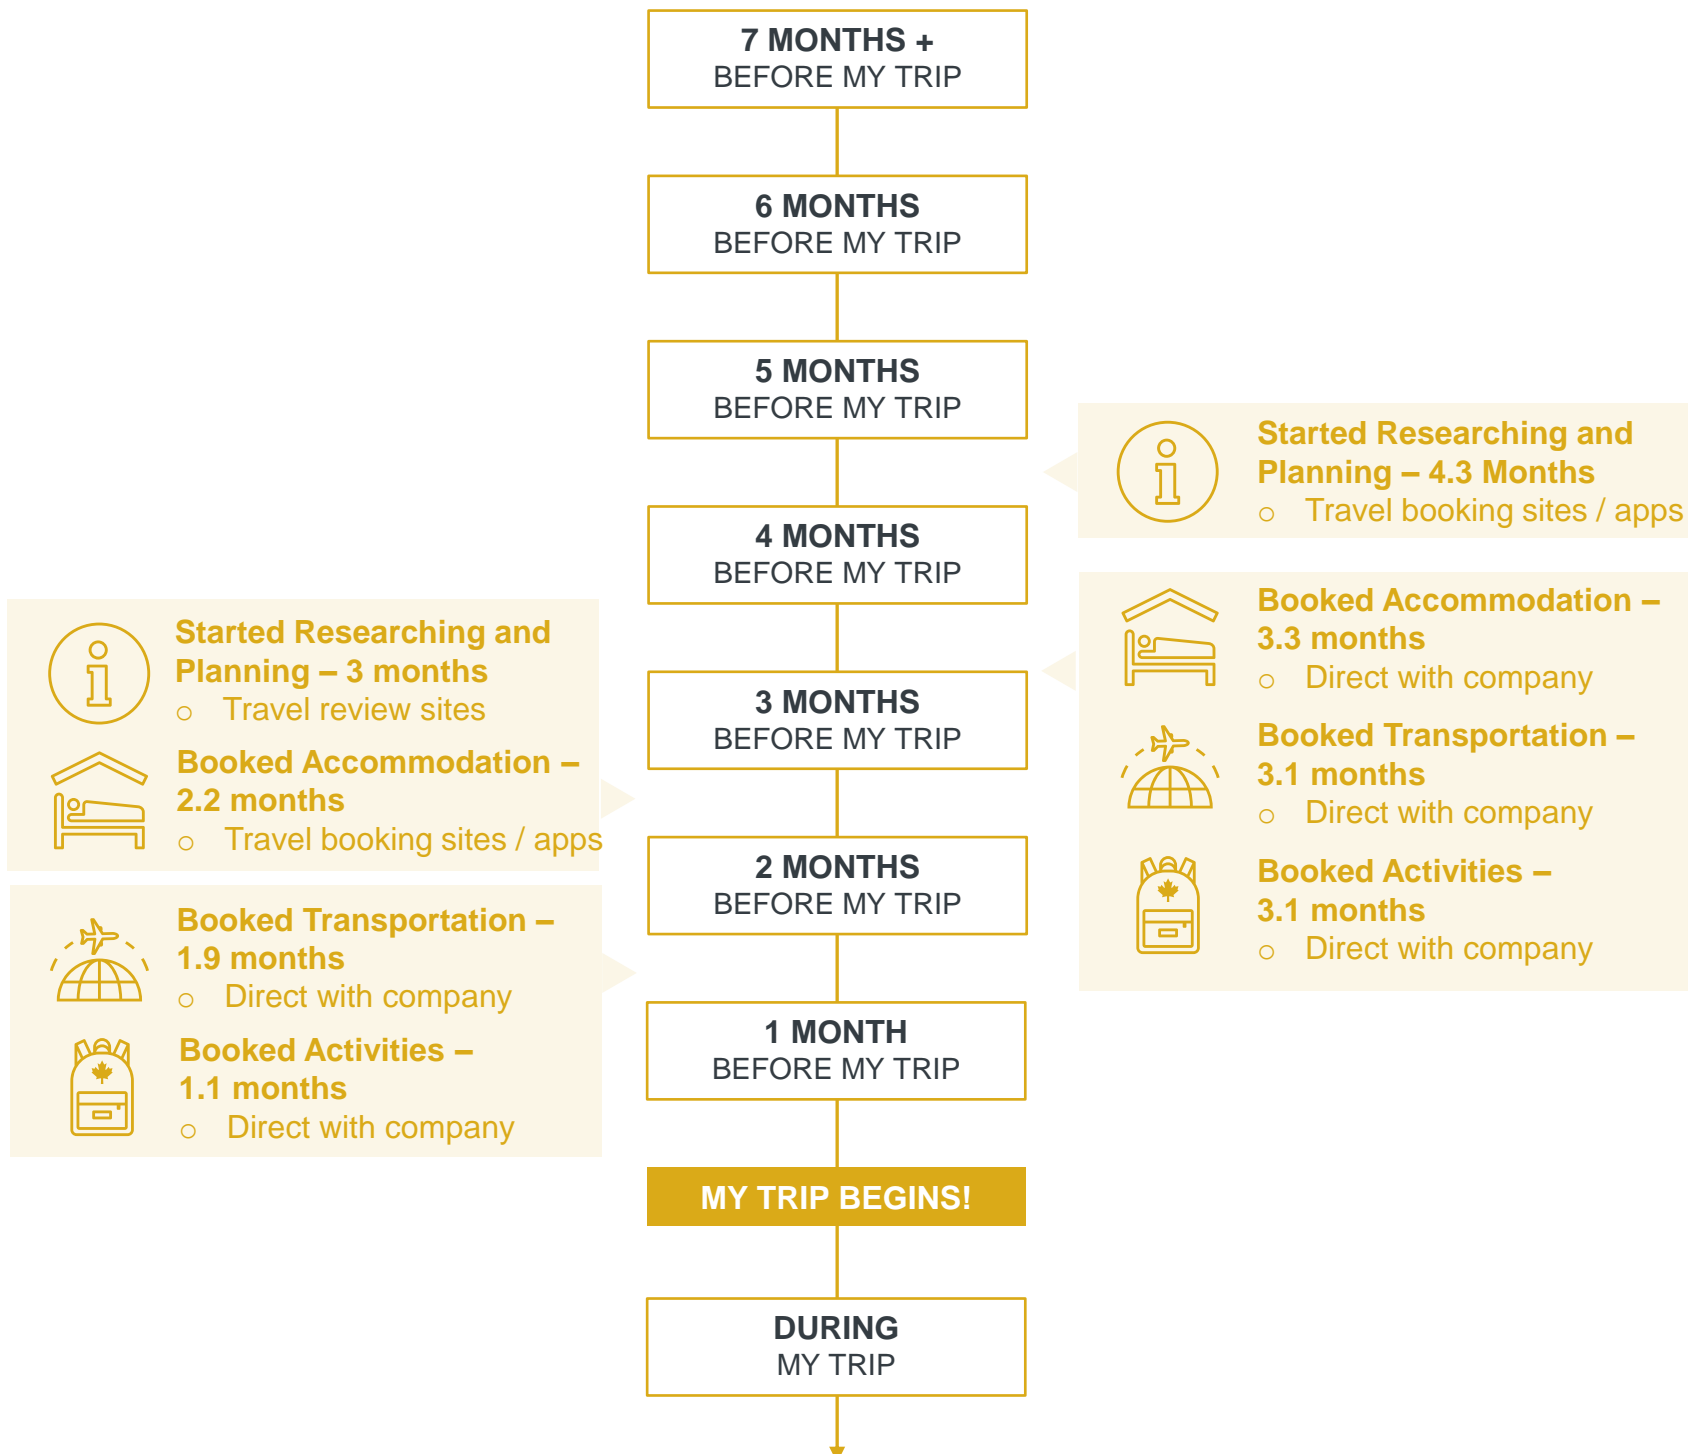 7 MONTHS +
BEFORE MY TRIP
6 MONTHS
BEFORE MY TRIP
5 MONTHS
BEFORE MY TRIP
Started Researching and
Planning – 4.3 Months
o Travel booking sites / apps
4 MONTHS
BEFORE MY TRIP
Booked Accommodation –
3.3 months
o Direct with company
Booked Transportation –
3.1 months
o Direct with company
Booked Activities –
3.1 months
o Direct with company
Started Researching and
Planning – 3 months
o Travel review sites
Booked Accommodation –
2.2 months
o Travel booking sites / apps
3 MONTHS
BEFORE MY TRIP
2 MONTHS
BEFORE MY TRIP
Booked Transportation –
1.9 months
o Direct with company
Booked Activities –
1.1 months
o Direct with company
1 MONTH
BEFORE MY TRIP
MY TRIP BEGINS!
DURING
MY TRIP